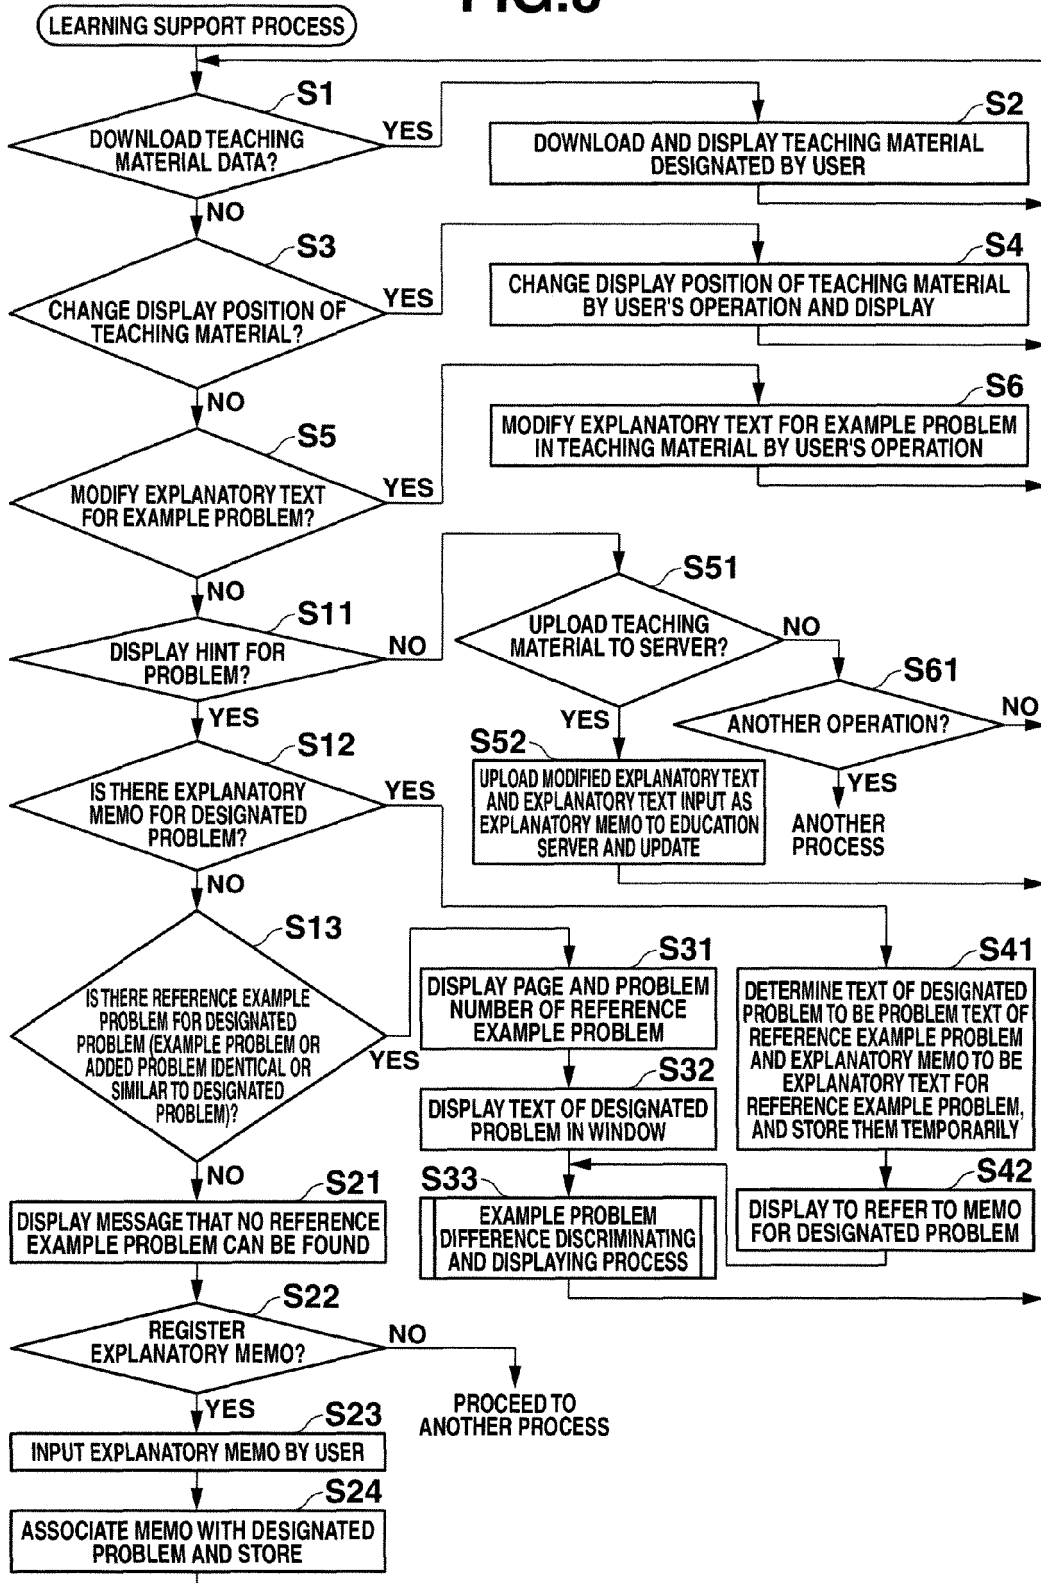 LEARNING SUPPORT PROCESS
S1
DOWNLOAD TEACHING
MATERIAL DATA?
YES
NO
S2
DOWNLOAD AND DISPLAY TEACHING MATERIAL
DESIGNATED BY USER
S3
CHANGE DISPLAY POSITION OF
TEACHING MATERIAL?
YES
NO
S4
CHANGE DISPLAY POSITION OF TEACHING MATERIAL
BY USER'S OPERATION AND DISPLAY
S5
MODIFY EXPLANATORY TEXT
FOR EXAMPLE PROBLEM?
YES
NO
S6
MODIFY EXPLANATORY TEXT FOR EXAMPLE PROBLEM
IN TEACHING MATERIAL BY USER'S OPERATION
S11
DISPLAY HINT FOR
PROBLEM?
NO
YES
S51
UPLOAD TEACHING
MATERIAL TO SERVER?
NO
YES
S61
ANOTHER OPERATION?
NO
YES
ANOTHER
PROCESS
S52
UPLOAD MODIFIED EXPLANATORY TEXT
AND EXPLANATORY TEXT INPUT AS
EXPLANATORY MEMO TO EDUCATION
SERVER AND UPDATE
S12
IS THERE EXPLANATORY
MEMO FOR DESIGNATED
PROBLEM?
YES
NO
S13
IS THERE REFERENCE EXAMPLE
PROBLEM FOR DESIGNATED
PROBLEM (EXAMPLE PROBLEM OR
ADDED PROBLEM IDENTICAL OR
SIMILAR TO DESIGNATED
PROBLEM)?
YES
NO
S31
DISPLAY PAGE AND PROBLEM
NUMBER OF REFERENCE
EXAMPLE PROBLEM
S32
DISPLAY TEXT OF DESIGNATED
PROBLEM IN WINDOW
S33
EXAMPLE PROBLEM
DIFFERENCE DISCRIMINATING
AND DISPLAYING PROCESS
S41
DETERMINE TEXT OF DESIGNATED
PROBLEM TO BE PROBLEM TEXT OF
REFERENCE EXAMPLE PROBLEM
AND EXPLANATORY MEMO TO BE
EXPLANATORY TEXT FOR
REFERENCE EXAMPLE PROBLEM,
AND STORE THEM TEMPORARILY
S42
DISPLAY TO REFER TO MEMO
FOR DESIGNATED PROBLEM
S21
DISPLAY MESSAGE THAT NO REFERENCE
EXAMPLE PROBLEM CAN BE FOUND
S22
REGISTER
EXPLANATORY MEMO?
NO
PROCEED TO
ANOTHER PROCESS
YES
S23
INPUT EXPLANATORY MEMO BY USER
S24
ASSOCIATE MEMO WITH DESIGNATED
PROBLEM AND STORE